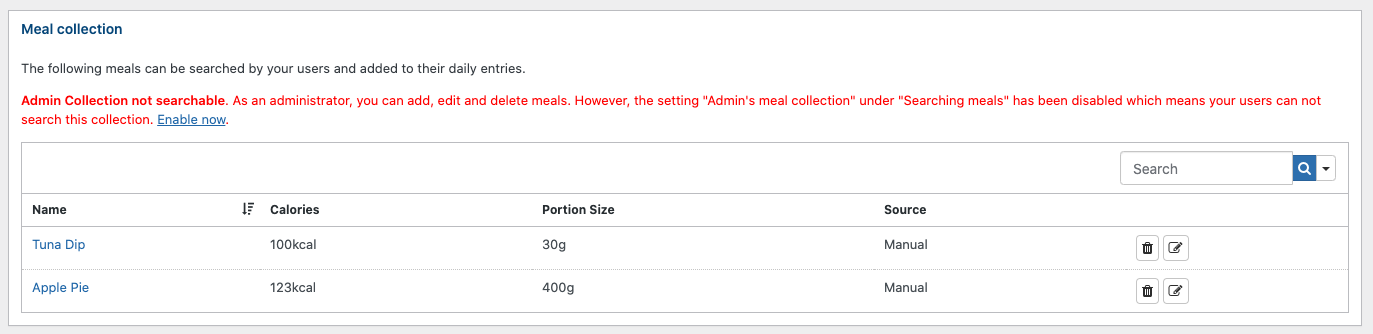 Meal collection
The following meals can be searched by your users and added to their daily entries.
Admin Collection not searchable. As an administrator, you can add, edit and delete meals. However, the setting "Admin's meal collection" under "Searching meals" has been disabled which means your users can not
search this collection. Enable now.
Search
Name Calories Portion Size Source
Tuna Dip 100kcal 30g Manual
Apple Pie 123kcal 400g Manual